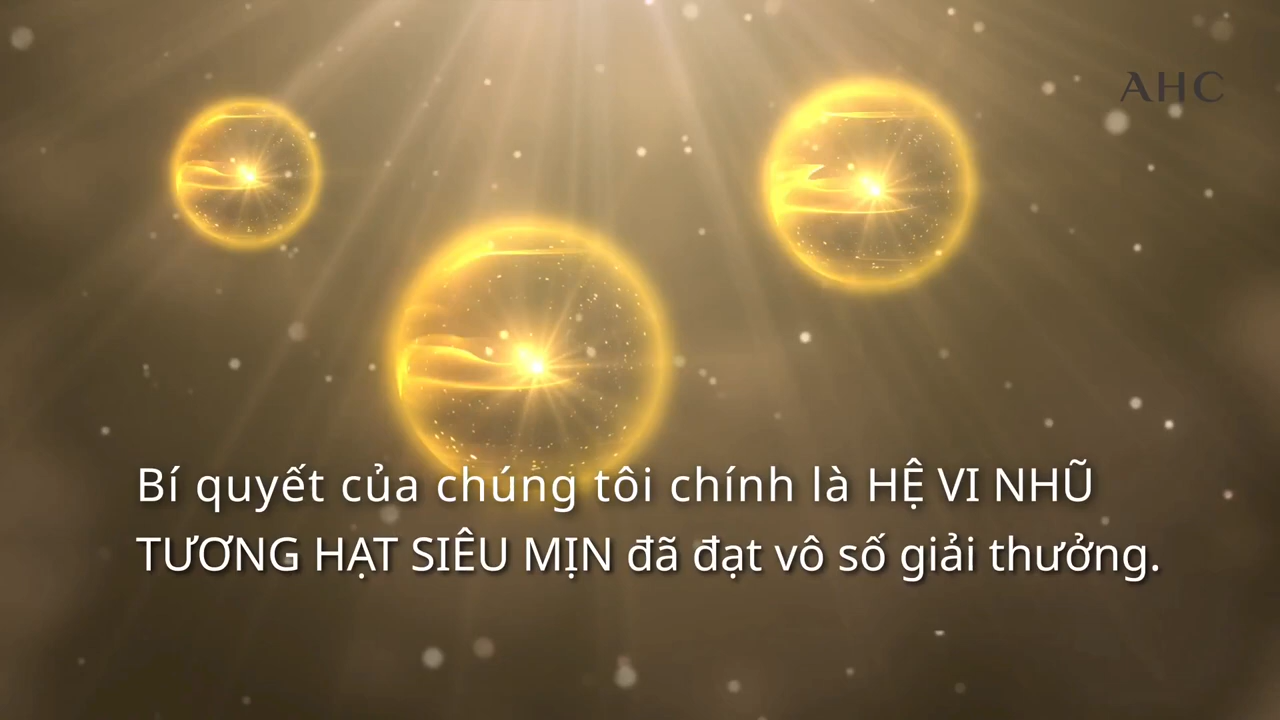 AHC
Bí quyết của chúng tôi chính là HỆ VI NHŨ
TƯƠNG HẠT SIÊU MỊN đã đạt vô số giải thưởng.